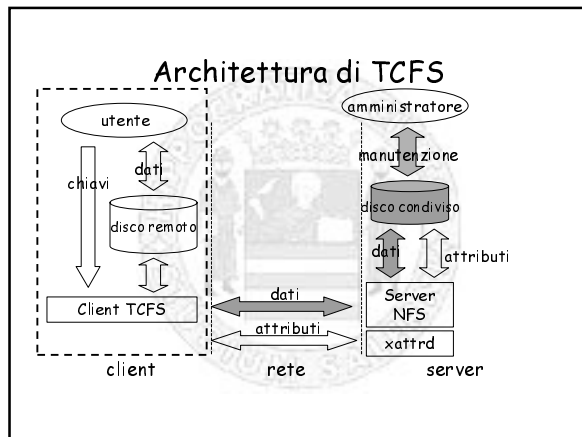 Architettura di TCFS
utente
chiavi
dati
disco remoto
Client TCFS
client
dati
attributi
rete
amministratore
manutenzione
disco condiviso
dati
attributi
Server
NFS
xattrd
server